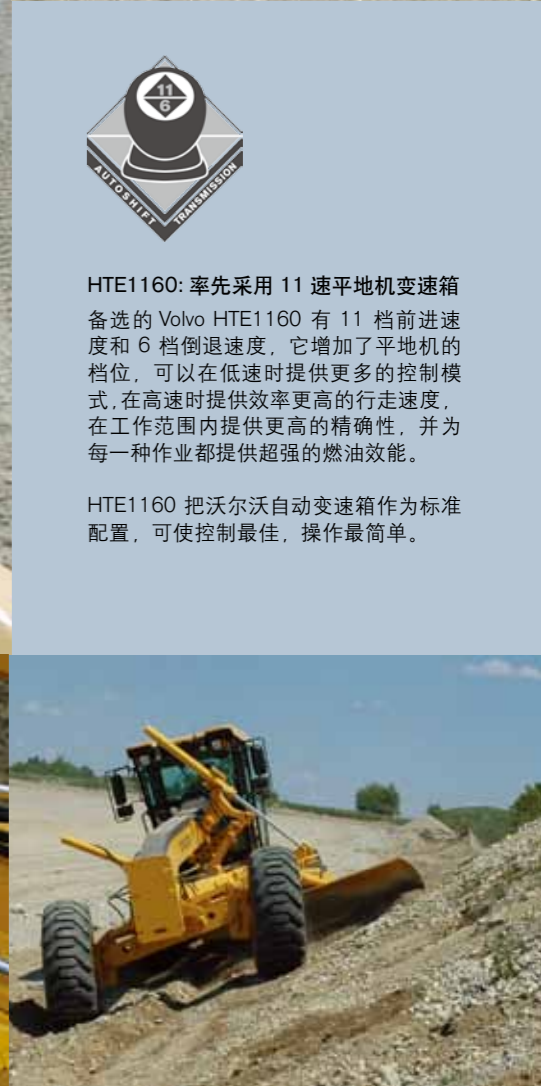 11
6
AUTOSHIFT
TRANSMISSION
HTE1160: 率先采用 11 速平地机变速箱
备选的 Volvo HTE1160 有 11 档前进速
度和 6 档倒退速度，它增加了平地机的
档位，可以在低速时提供更多的控制模
式，在高速时提供效率更高的行走速度，
在工作范围内提供更高的精确性，并为
每一种作业都提供超强的燃油效能。
HTE1160 把沃尔沃自动变速箱作为标准
配置，可使控制最佳，操作最简单。